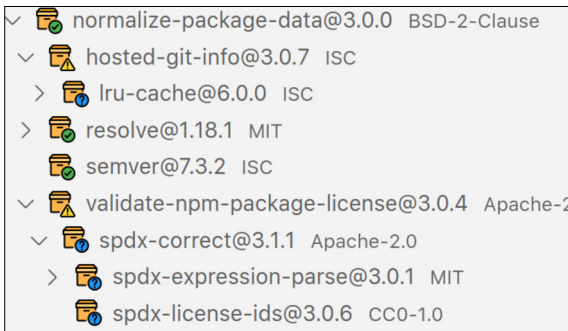 normalize-package-data@3.0.0 BSD-2-Clause
hosted-git-info@3.0.7 ISC
lru-cache@6.0.0 ISC
resolve@1.18.1 MIT
semver@7.3.2 ISC
validate-npm-package-license@3.0.4 Apache-2
spdx-correct@3.1.1 Apache-2.0
spdx-expression-parse@3.0.1 MIT
spdx-license-ids@3.0.6 CC0-1.0